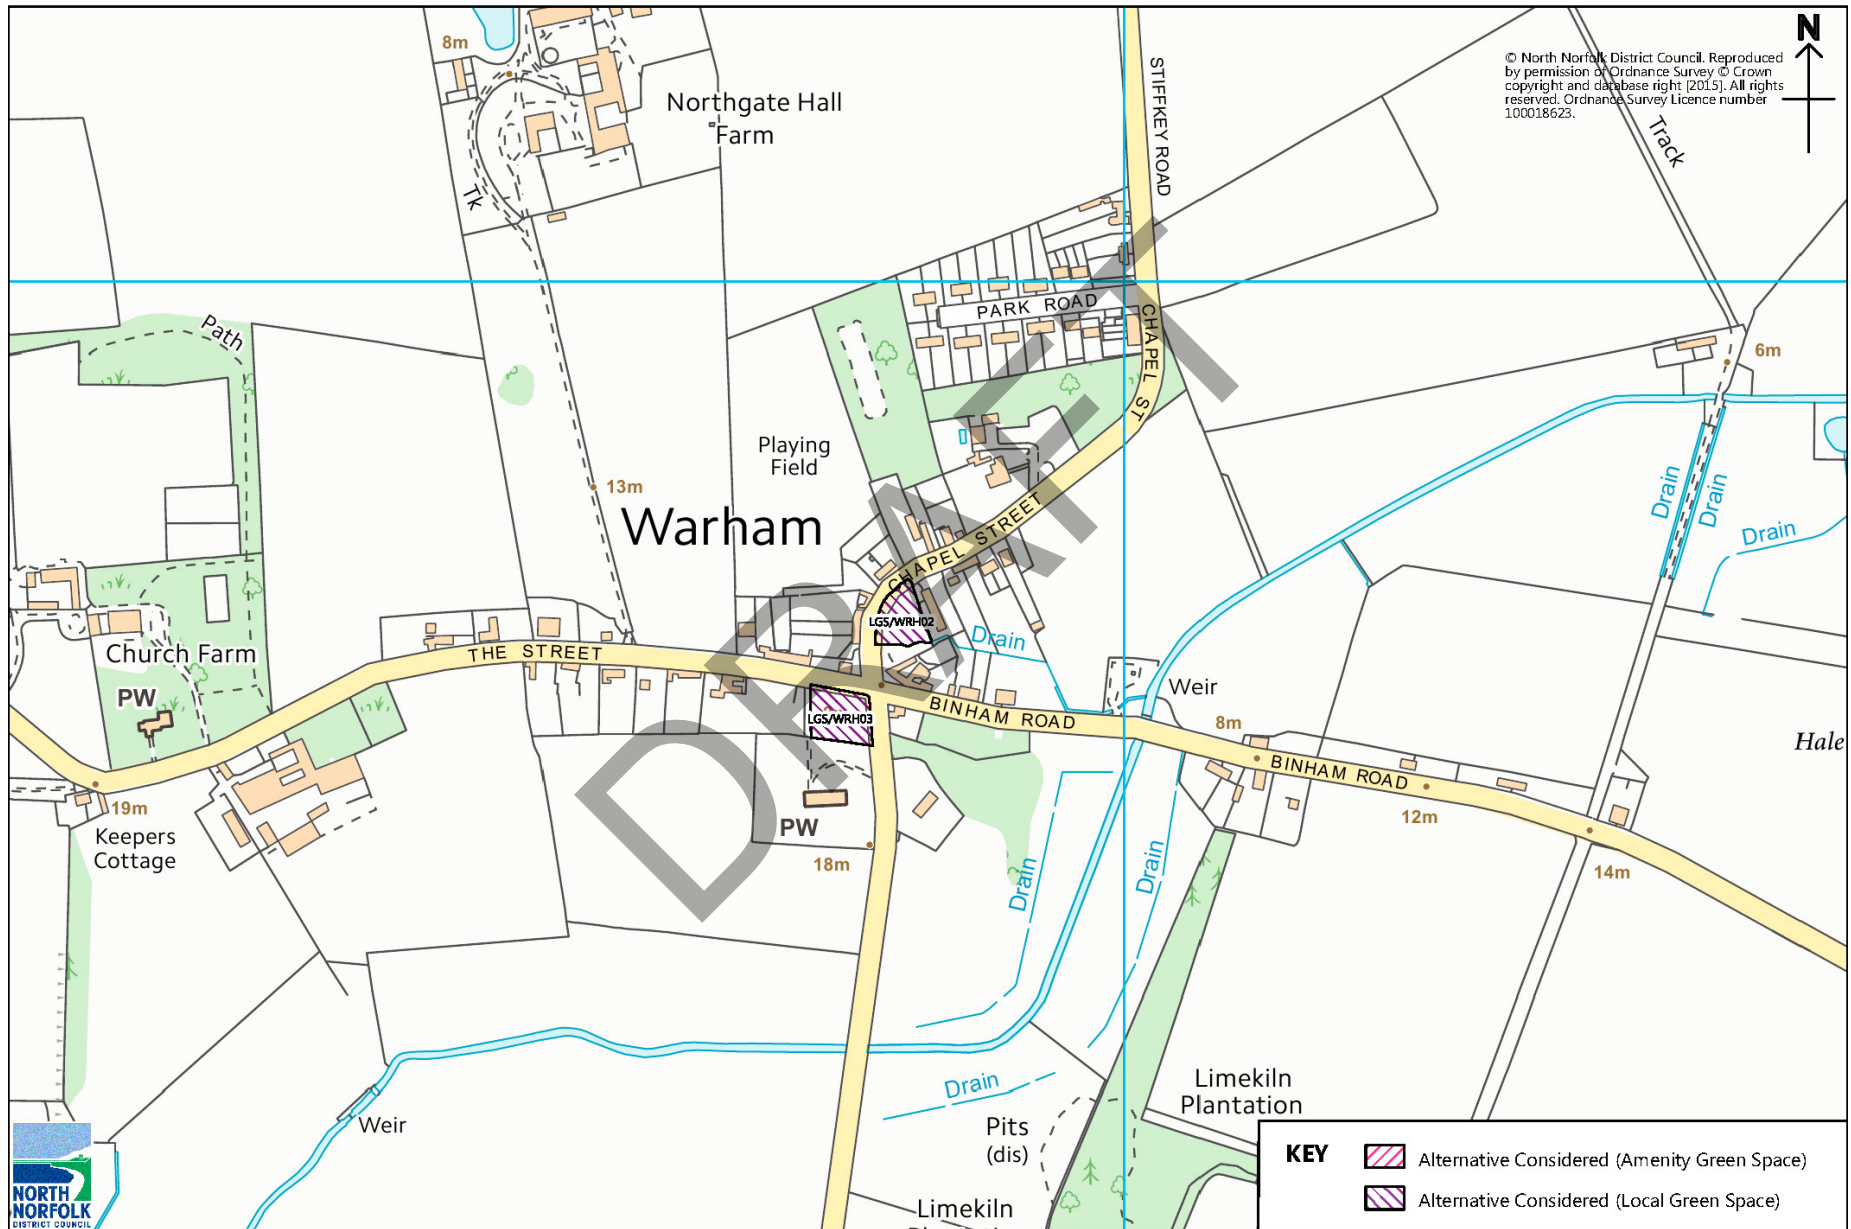 8m
Northgate Hall
Farm
Tk
STIFFKEY ROAD
© North Norfolk District Council. Reproduced
by permission of Ordnance Survey © Crown
copyright and database right [2015]. All rights
reserved. Ordnance Survey Licence number
100018623.
N
Track
Path
PARK ROAD
CHAPEL ST
6m
Playing
Field
13m
Warham
CHAPEL STREET
Drain
Drain
Drain
LGS/WRH02
Drain
Church Farm
THE STREET
PW
Weir
LGS/WRH03
BINHAM ROAD
8m
Hale
BINHAM ROAD
19m
Keepers
Cottage
PW
18m
12m
14m
Drain
Drain
DRAFT
Drain
Limekiln
Plantation
Weir
Pits
(dis)
Limekiln
NORTH
NORFOLK
DISTRICT COUNCIL
KEY
Alternative Considered (Amenity Green Space)
Alternative Considered (Local Green Space)